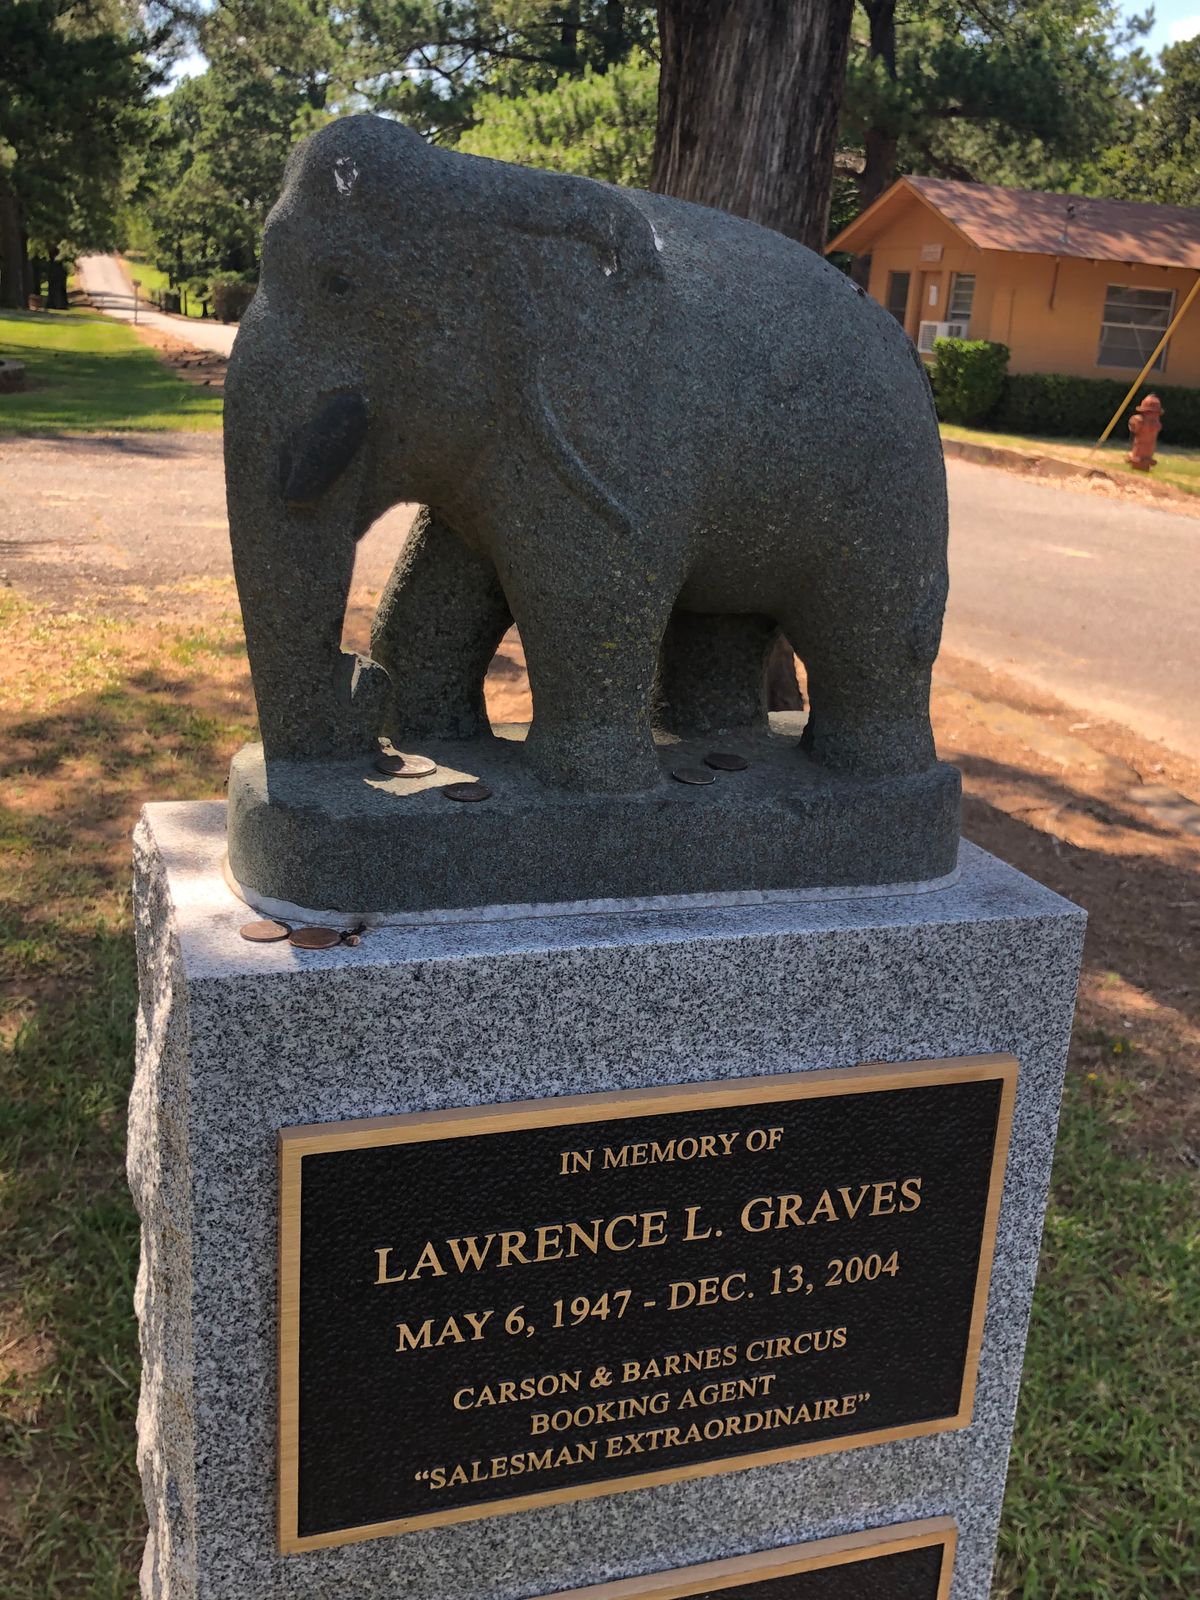 IN MEMORY OF
LAWRENCE L. GRAVES
MAY 6, 1947 - DEC. 13, 2004
CARSON & BARNES CIRCUS
BOOKING AGENT
“SALESMAN EXTRAORDINAIRE”